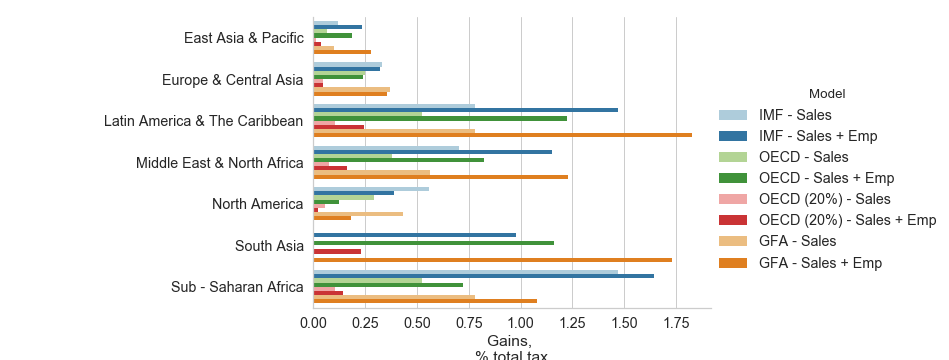 East Asia & Pacific
Europe & Central Asia
Latin America & The Caribbean
Middle East & North Africa
North America
South Asia
Sub - Saharan Africa
0.00 0.25 0.50 0.75 1.00 1.25 1.50 1.75
Gains,
% total tax
Model
IMF - Sales
IMF - Sales + Emp
OECD - Sales
OECD - Sales + Emp
OECD (20%) - Sales
OECD (20%) - Sales + Emp
GFA - Sales
GFA - Sales + Emp